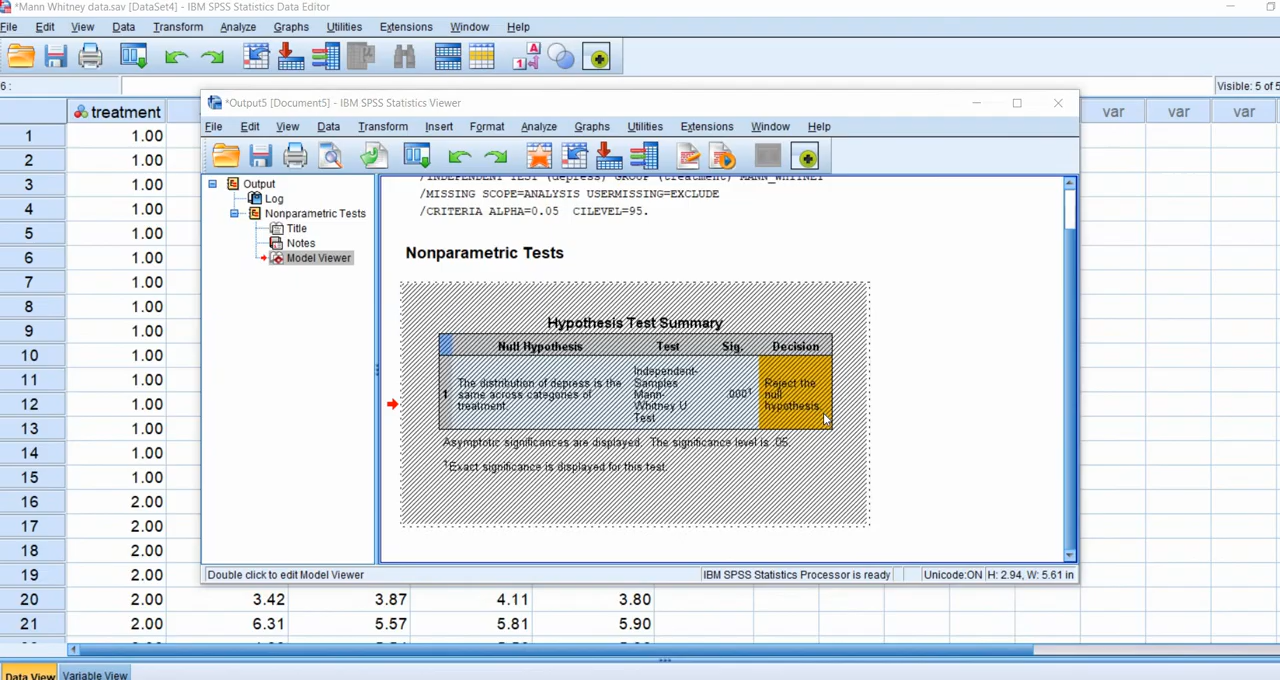 *Mann Whitney data.sav [DataSet4] - IBM SPSS Statistics Data Editor
File Edit View Data Transform Analyze Graphs Utilities Extensions Window Help
6 :
Visible: 5 of 5
treatment var var var
1 1.00
2 1.00
3 1.00
4 1.00
5 1.00
6 1.00
7 1.00
8 1.00
9 1.00
10 1.00
11 1.00
12 1.00
13 1.00
14 1.00
15 1.00
16 2.00
17 2.00
18 2.00
19 2.00
20 2.00 3.42 3.87 4.11 3.80
21 2.00 6.31 5.57 5.81 5.90
Data View Variable View
*Output5 [Document5] - IBM SPSS Statistics Viewer
File Edit View Data Transform Insert Format Analyze Graphs Utilities Extensions Window Help
Output
Log
Nonparametric Tests
Title
Notes
Model Viewer
/INDEPENDENT TEST (depress) GROUP (treatment) MANN_WHITNEY
/MISSING SCOPE=ANALYSIS USERMISSING=EXCLUDE
/CRITERIA ALPHA=0.05 CILEVEL=95.
Nonparametric Tests
Hypothesis Test Summary
Null Hypothesis Test Sig. Decision
1
The distribution of depress is the
same across categories of
treatment.
Independent-
Samples
Mann-
Whitney U
Test
.000¹
Reject the
null
hypothesis.
Asymptotic significances are displayed. The significance level is .05.
¹Exact significance is displayed for this test.
Double click to edit Model Viewer
IBM SPSS Statistics Processor is ready Unicode:ON H: 2.94, W: 5.61 in